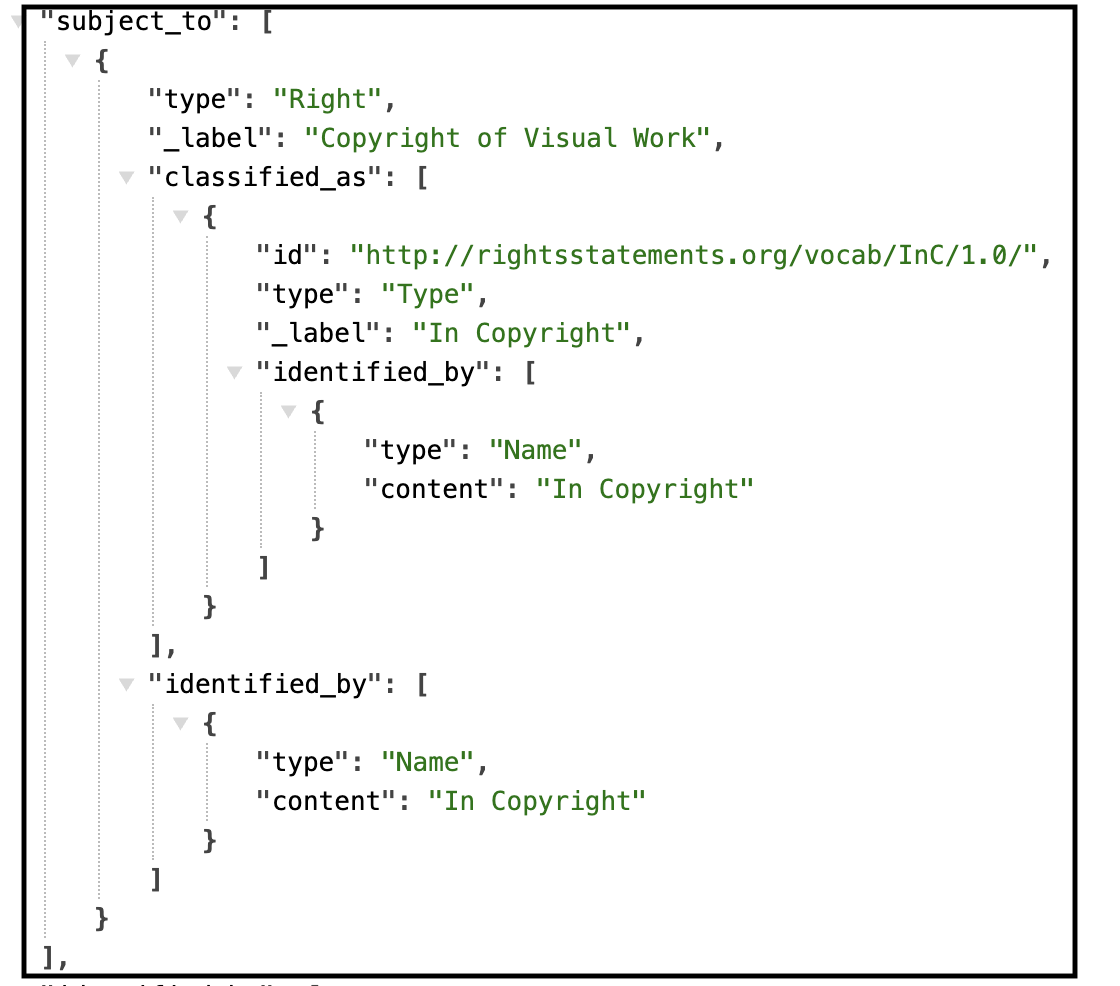 "subject_to": [
{
"type": "Right",
"_label": "Copyright of Visual Work",
"classified_as": [
{
"id": "http://rightsstatements.org/vocab/InC/1.0/",
"type": "Type",
"_label": "In Copyright",
"identified_by": [
{
"type": "Name",
"content": "In Copyright"
}
]
}
],
"identified_by": [
{
"type": "Name",
"content": "In Copyright"
}
]
}
],